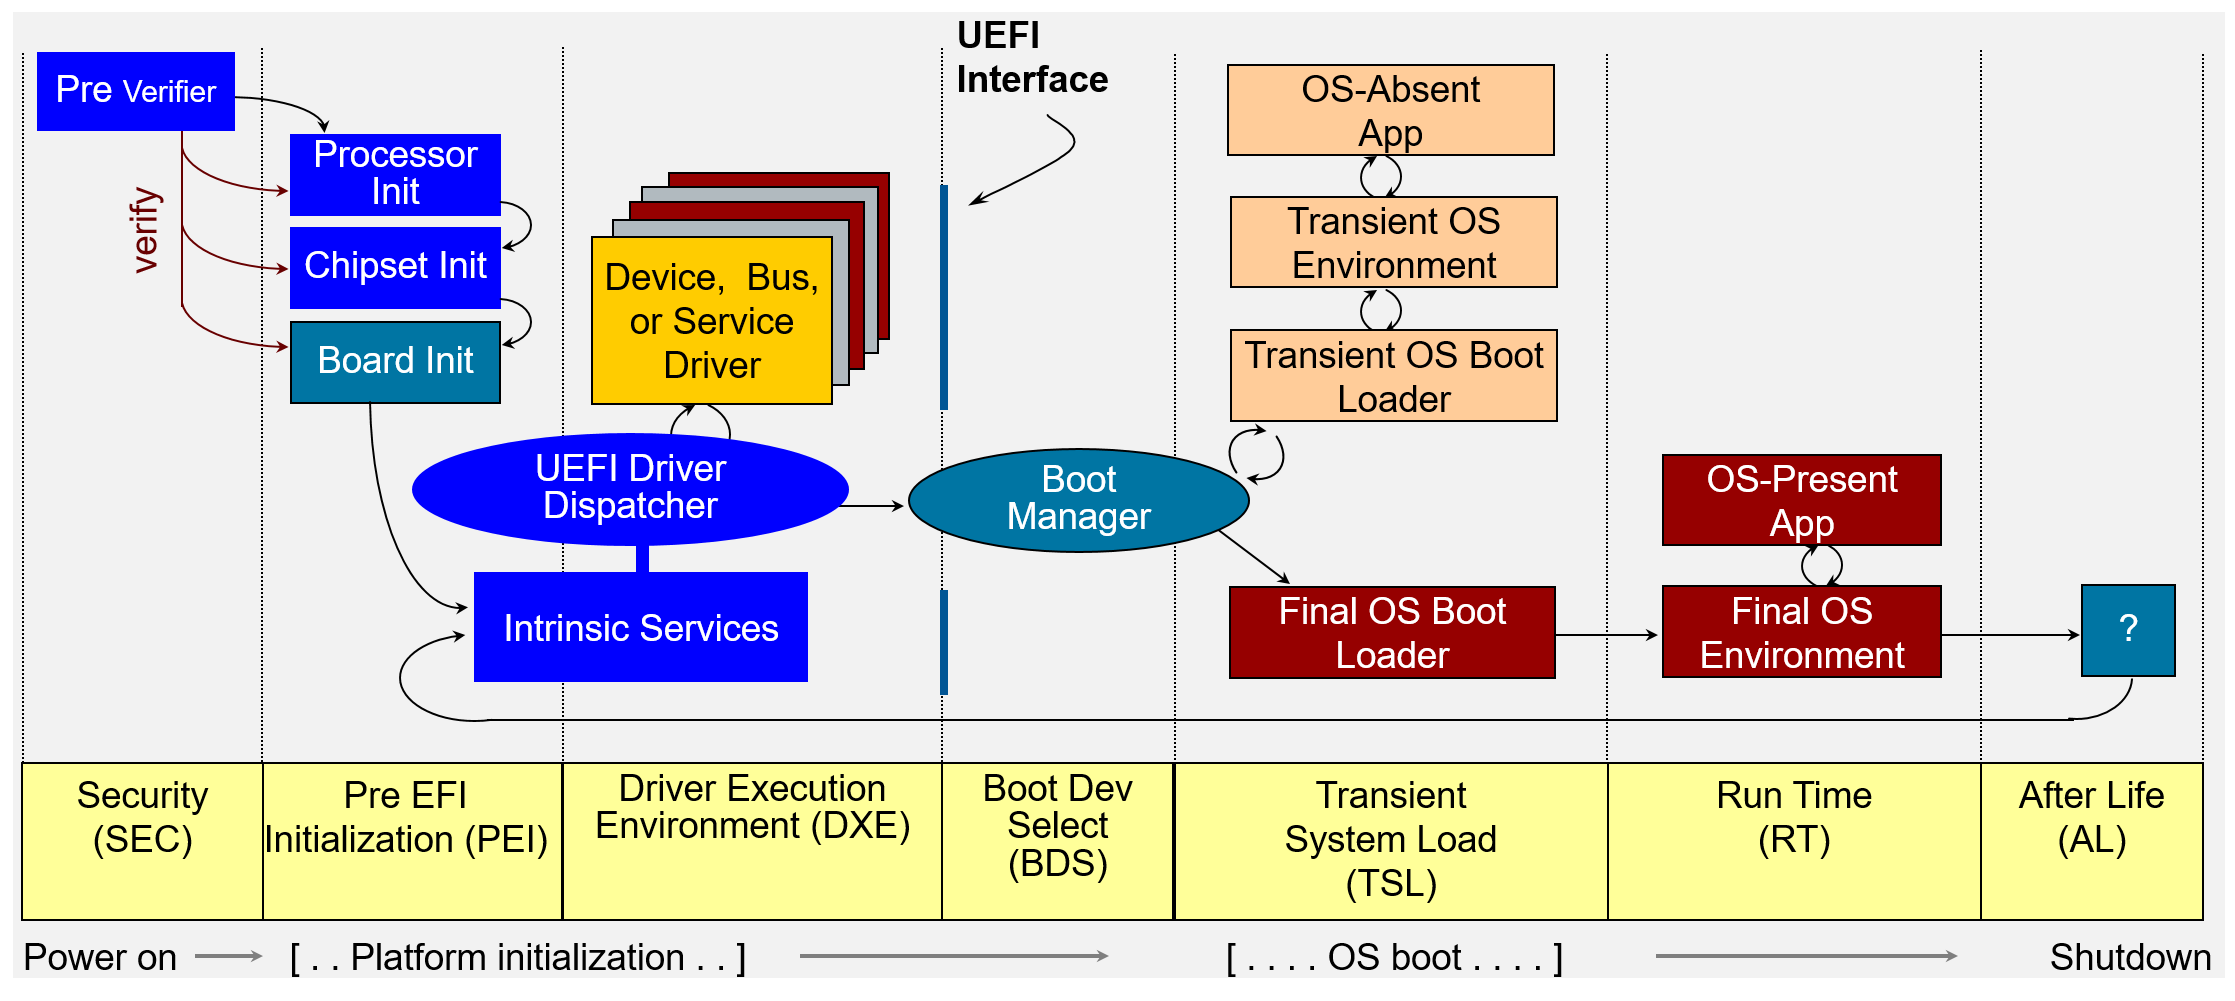 UEFI
Interface
Pre Verifier
verify
Processor
Init
Chipset Init
Board Init
Device, Bus,
or Service
Driver
UEFI Driver
Dispatcher
Intrinsic Services
Boot
Manager
OS-Absent
App
Transient OS
Environment
Transient OS Boot
Loader
Final OS Boot
Loader
OS-Present
App
Final OS
Environment
?
Security
(SEC)
Pre EFI
Initialization (PEI)
Driver Execution
Environment (DXE)
Boot Dev
Select
(BDS)
Transient
System Load
(TSL)
Run Time
(RT)
After Life
(AL)
Power on
[ . . Platform initialization . . ]
[ . . . . OS boot . . . . ]
Shutdown